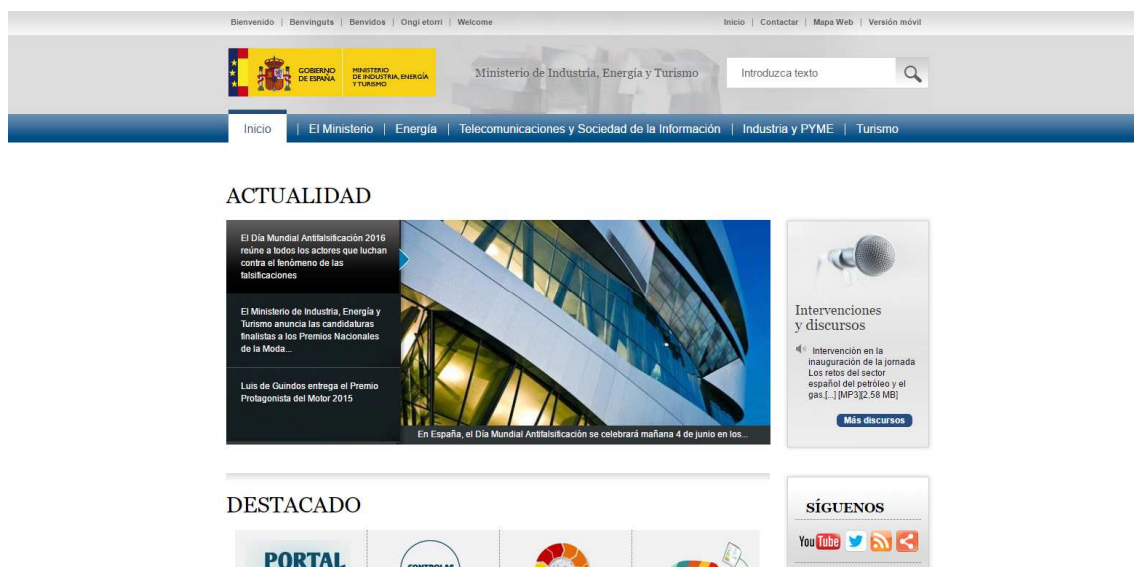 Bienvenido | Benvinguts | Benvidos | Ongi etorri | Welcome
Inicio | Contactar | Mapa Web | Versión móvil
GOBIERNO
DE ESPAÑA
MINISTERIO
DE INDUSTRIA, ENERGÍA
Y TURISMO
Ministerio de Industria, Energía y Turismo
Introduzca texto
Inicio | El Ministerio | Energía | Telecomunicaciones y Sociedad de la Información | Industria y PYME | Turismo
ACTUALIDAD
El Día Mundial Antifalsificación 2016
reúne a todos los actores que luchan
contra el fenómeno de las
falsificaciones
El Ministerio de Industria, Energía y
Turismo anuncia las candidaturas
finalistas a los Premios Nacionales
de la Moda...
Luis de Guindos entrega el Premio
Protagonista del Motor 2015
En España, el Día Mundial Antifalsificación se celebrará mañana 4 de junio en los...
Intervenciones
y discursos
Intervención en la
inauguración de la jornada
Los retos del sector
español del petróleo y el
gas,[...] [MP3][2,58 MB]
Más discursos
DESTACADO
PORTAL
CONTROLAS
SÍGUENOS
You Tube